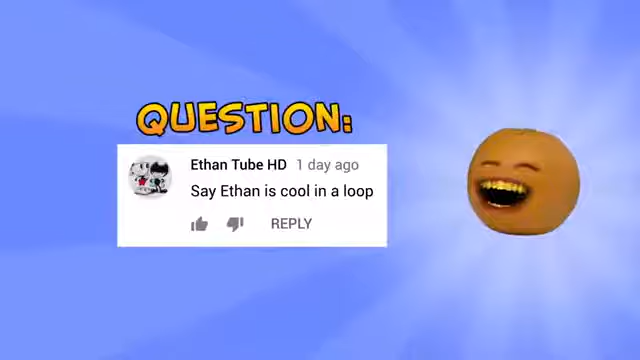 QUESTION:
Ethan Tube HD 1 day ago
Say Ethan is cool in a loop
REPLY